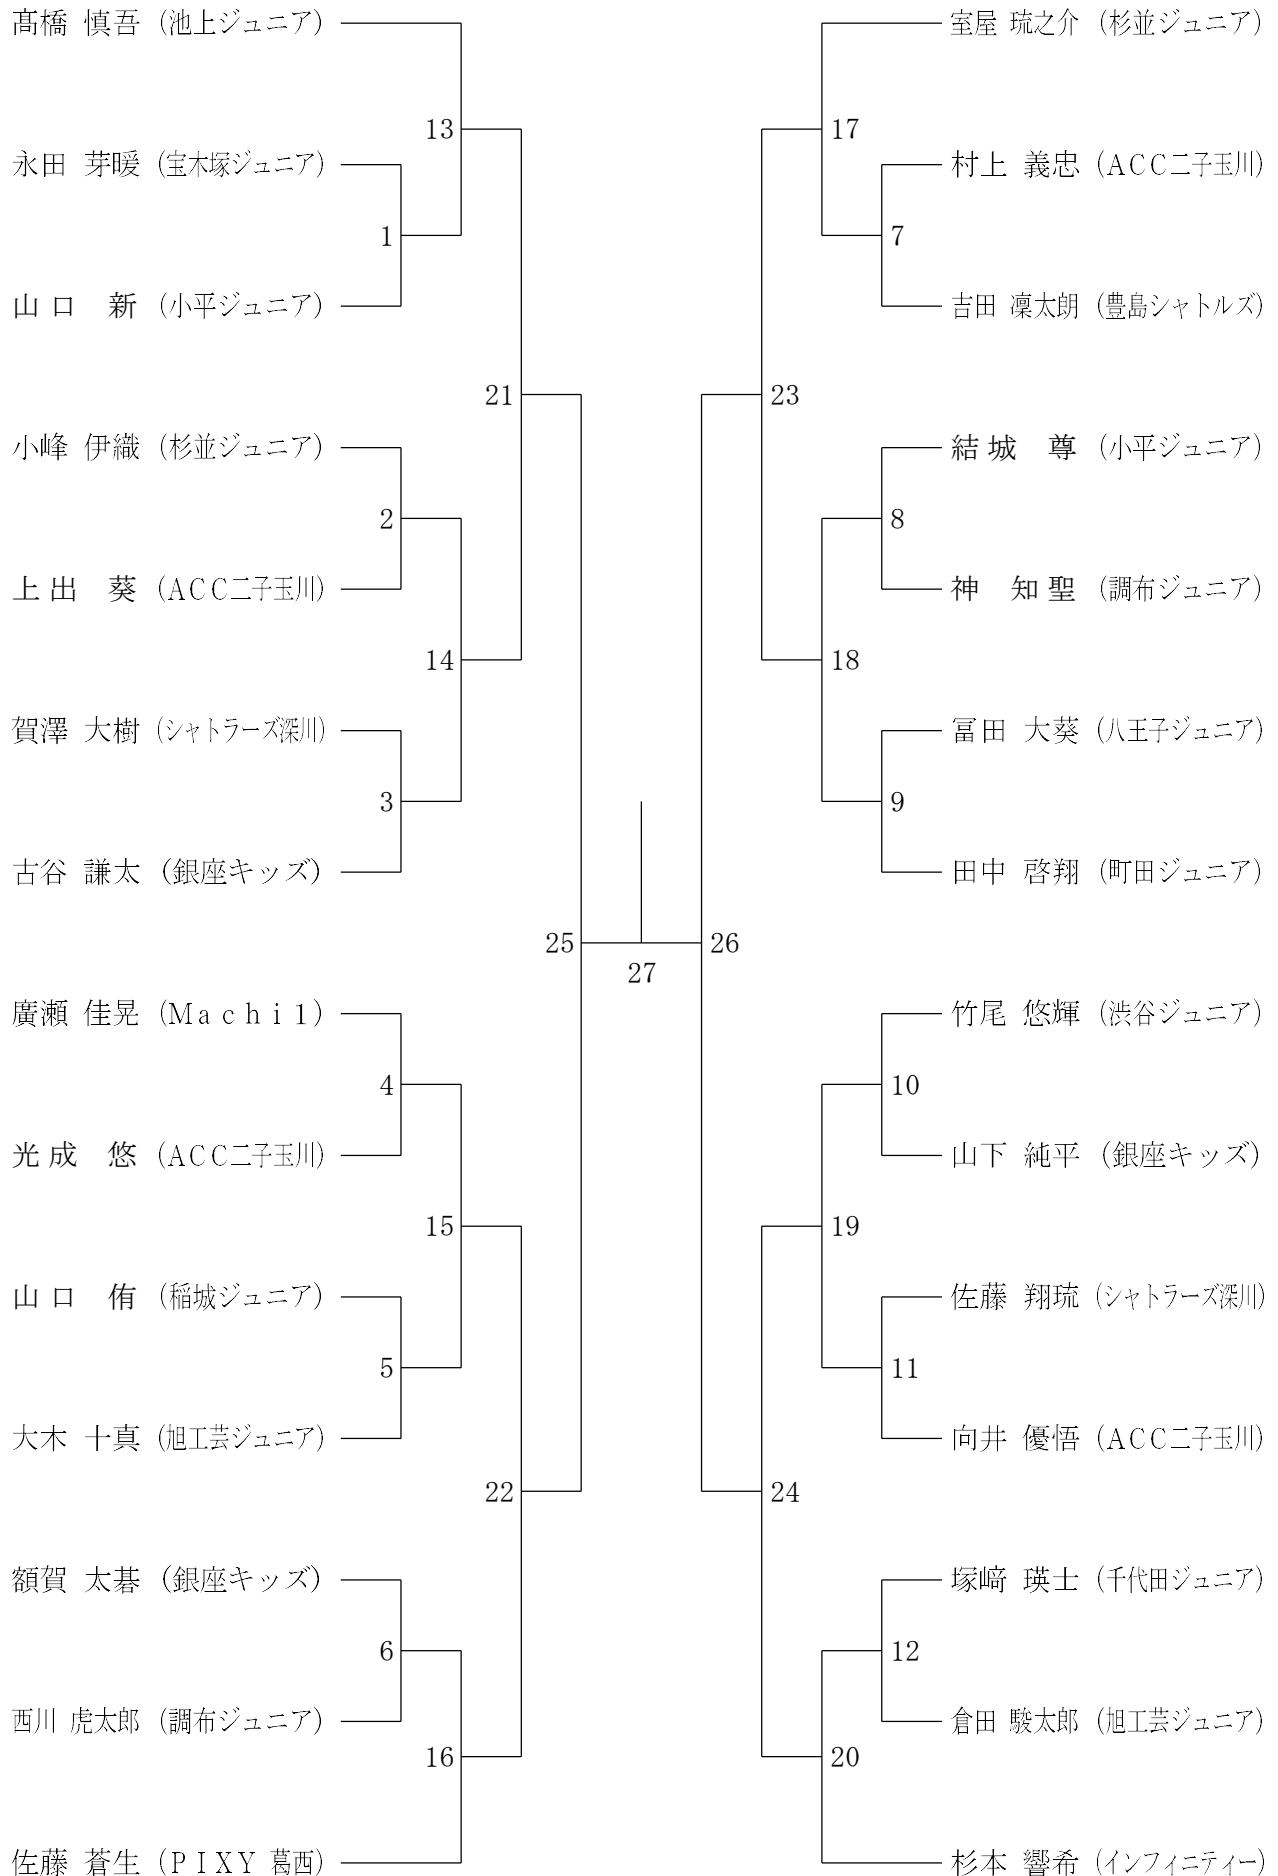 髙橋 慎吾 (池上ジュニア)
永田 芽暖 (宝木塚ジュニア)
山口 新 (小平ジュニア)
小峰 伊織 (杉並ジュニア)
上出 葵 (ACC二子玉川)
賀澤 大樹 (シャトラーズ深川)
古谷 謙太 (銀座キッズ)
廣瀬 佳晃 (Machi1)
光成 悠 (ACC二子玉川)
山口 侑 (稲城ジュニア)
大木 十真 (旭工芸ジュニア)
額賀 太碁 (銀座キッズ)
西川 虎太郎 (調布ジュニア)
佐藤 蒼生 (PIXY 葛西)
1
2
3
4
5
6
13
14
15
16
21
22
25
27
26
23
24
17
18
19
20
7
8
9
10
11
12
室屋 琉之介 (杉並ジュニア)
村上 義忠 (ACC二子玉川)
吉田 凜太朗 (豊島シャトルズ)
結城 尊 (小平ジュニア)
神 知聖 (調布ジュニア)
冨田 大葵 (八王子ジュニア)
田中 啓翔 (町田ジュニア)
竹尾 悠輝 (渋谷ジュニア)
山下 純平 (銀座キッズ)
佐藤 翔琉 (シャトラーズ深川)
向井 優悟 (ACC二子玉川)
塚﨑 瑛士 (千代田ジュニア)
倉田 駿太郎 (旭工芸ジュニア)
杉本 響希 (インフィニティー)